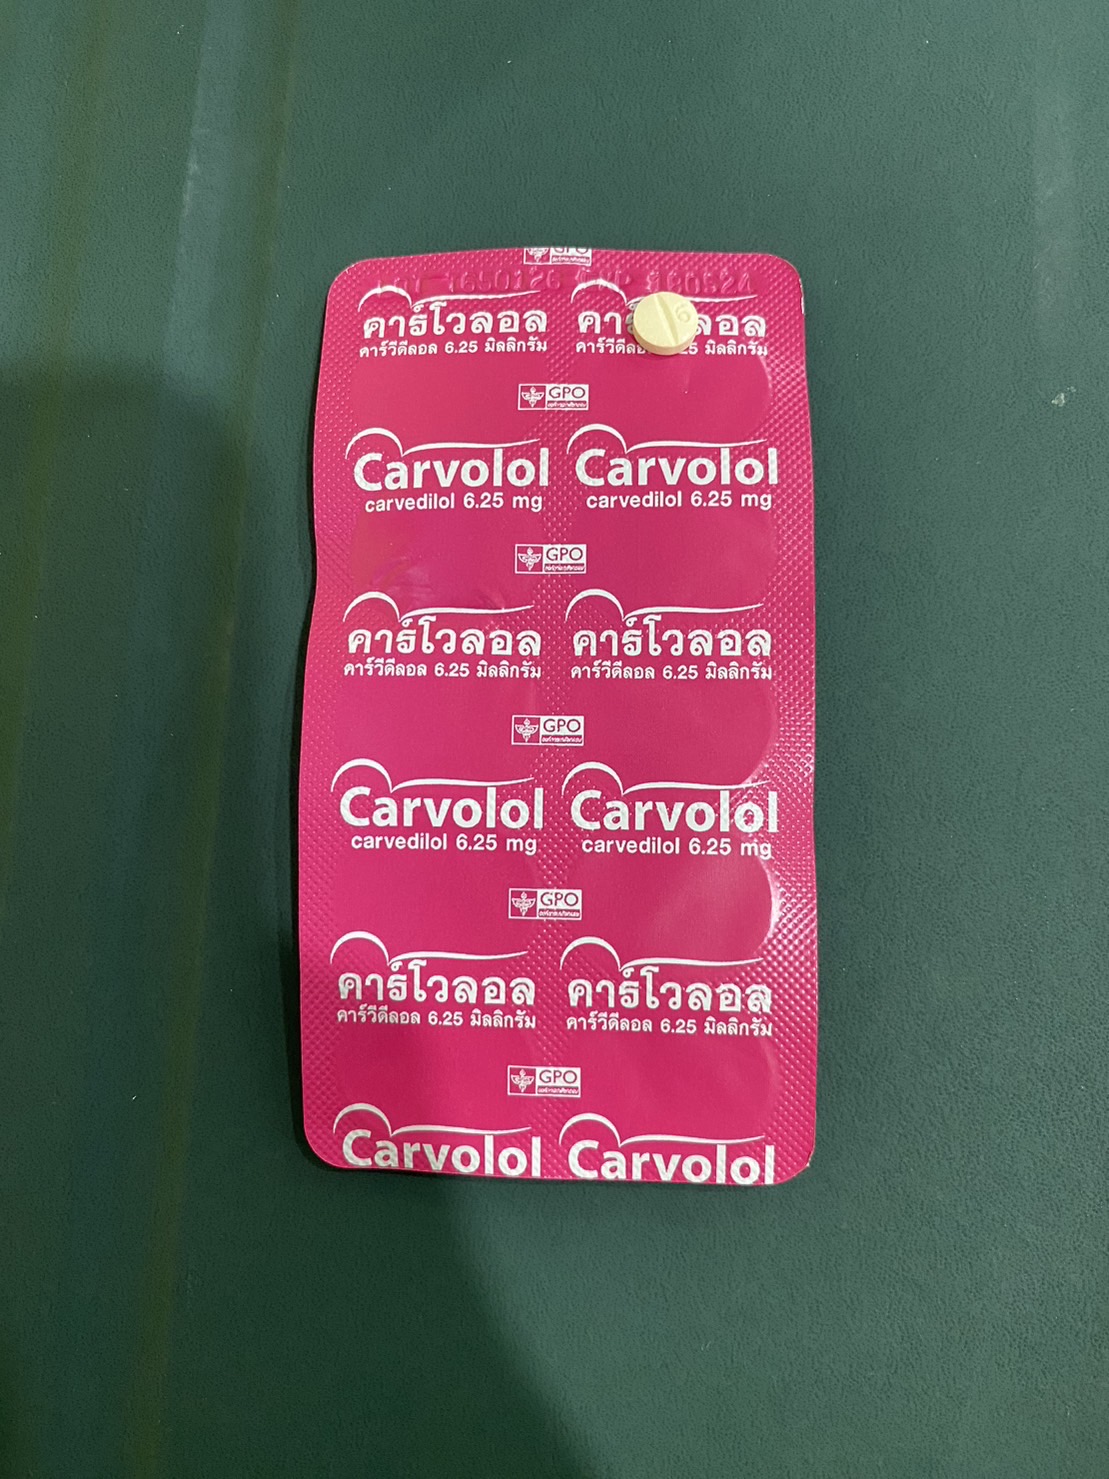 GPO
คาร์โวลอล
คาร์วีดีลอล 6.25 มิลลิกรัม
มิลลิกรัม
GPO
Carvolol Carvolol
carvedilol 6.25 mg carvedilol 6.25 mg
GPO
คาร์โวลอล คาร์โวลอล
คาร์วีดีลอล 6.25 มิลลิกรัม คาร์วีดีลอล 6.25 มิลลิกรัม
GPO
Carvolol Carvolol
carvedilol 6.25 mg carvedilol 6.25 mg
GPO
คาร์โวลอล คาร์โวลอล
คาร์วีดีลอล 6.25 มิลลิกรัม คาร์วีดีลอล 6.25 มิลลิกรัม
GPO
Carvolol Carvolol